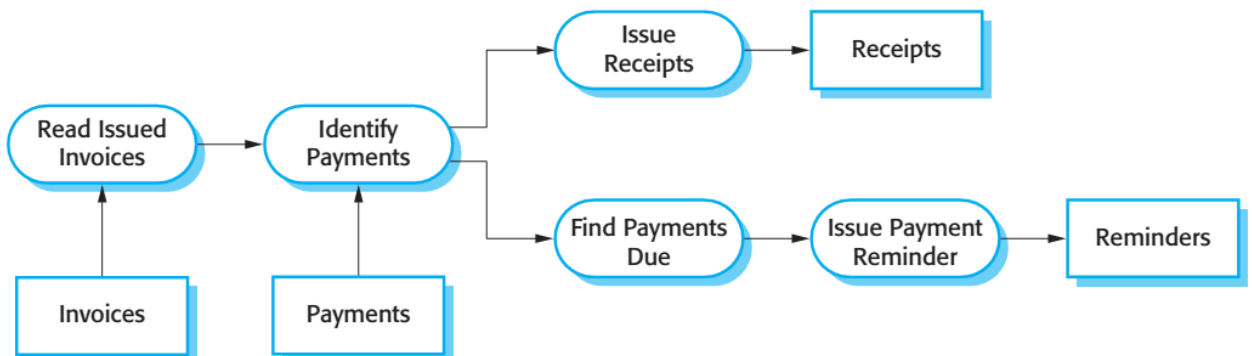 Issue
Receipts
Receipts
Read Issued
Invoices
Identify
Payments
Find Payments
Due
Issue Payment
Reminder
Reminders
Invoices
Payments